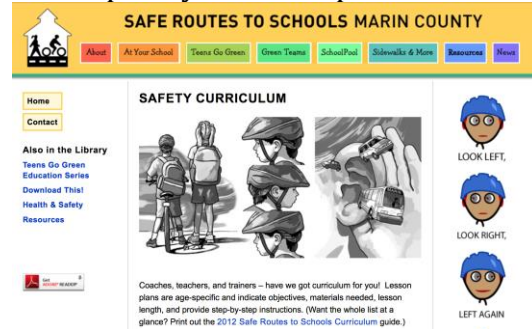 SAFE ROUTES TO SCHOOLS MARIN COUNTY
About At Your School Teens Go Green Green Teams SchoolPool Sidewalks & More Resources News
Home
Contact
Also in the Library
Teens Go Green
Education Series
Download This!
Health & Safety
Resources
Get
ADOBE® READER®
SAFETY CURRICULUM
Coaches, teachers, and trainers – have we got curriculum for you! Lesson
plans are age-specific and indicate objectives, materials needed, lesson
length, and provide step-by-step instructions. (Want the whole list at a
glance? Print out the 2012 Safe Routes to Schools Curriculum guide.)
LOOK LEFT,
LOOK RIGHT,
LEFT AGAIN